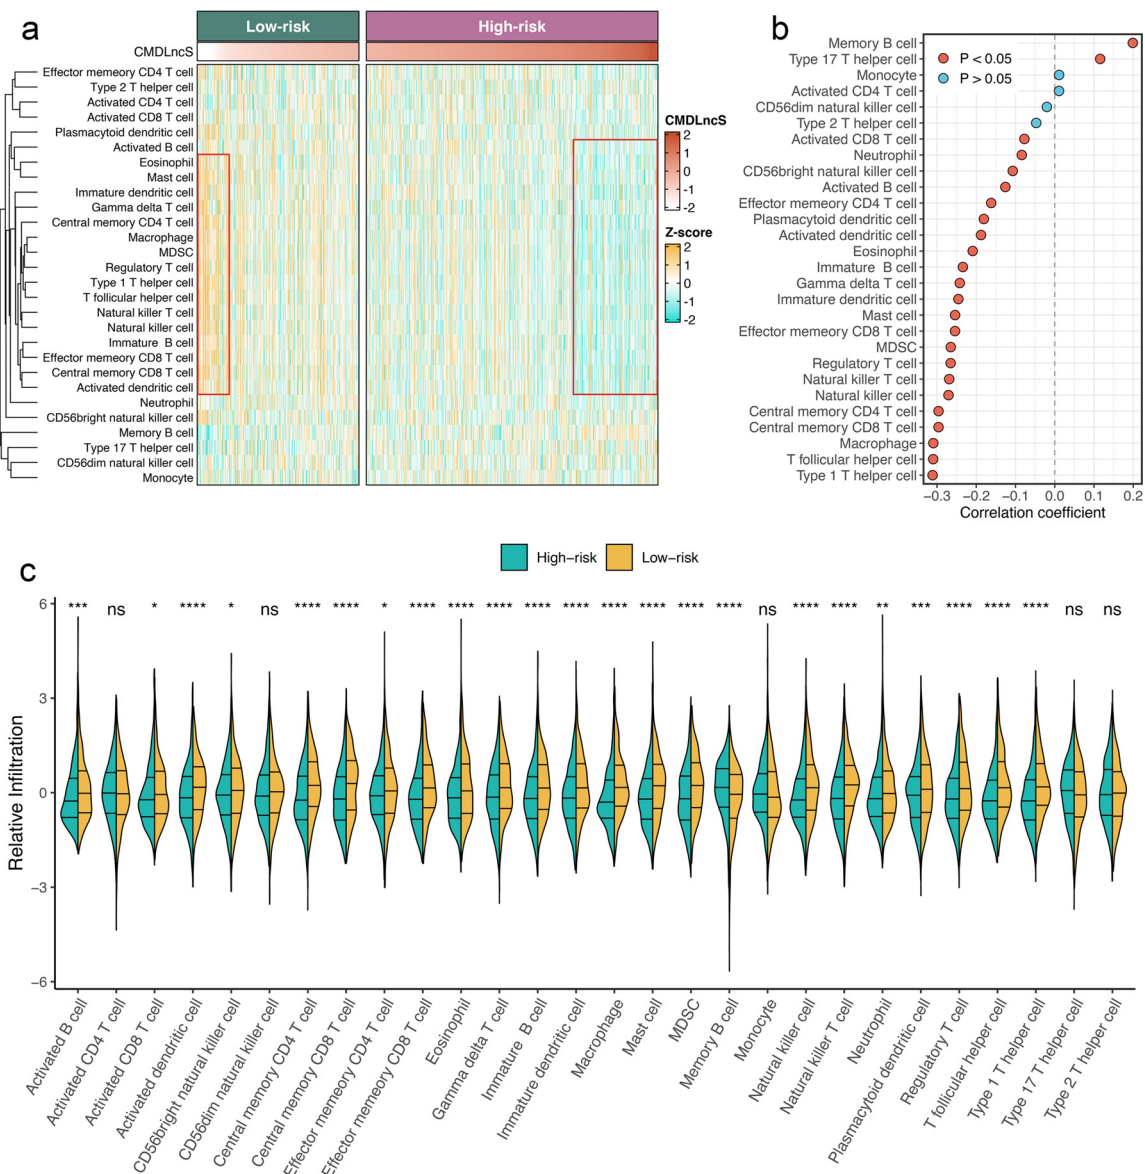 a
Low-risk
High-risk
CMDLncS
Effector memeory CD4 T cell
Type 2 T helper cell
Activated CD4 T cell
Activated CD8 T cell
Plasmacytoid dendritic cell
Activated B cell
Eosinophil
Mast cell
Immature dendritic cell
Gamma delta T cell
Central memory CD4 T cell
Macrophage
MDSC
Regulatory T cell
Type 1 T helper cell
T follicular helper cell
Natural killer T cell
Natural killer cell
Immature  B cell
Effector memeory CD8 T cell
Central memory CD8 T cell
Activated dendritic cell
Neutrophil
CD56bright natural killer cell
Memory B cell
Type 17 T helper cell
CD56dim natural killer cell
Monocyte
CMDLncS
2
1
0
-1
-2
Z-score
2
1
0
-1
-2
b
Memory B cell
Type 17 T helper cell
Monocyte
Activated CD4 T cell
CD56dim natural killer cell
Type 2 T helper cell
Activated CD8 T cell
Neutrophil
CD56bright natural killer cell
Activated B cell
Effector memeory CD4 T cell
Plasmacytoid dendritic cell
Activated dendritic cell
Eosinophil
Immature  B cell
Gamma delta T cell
Immature dendritic cell
Mast cell
Effector memeory CD8 T cell
MDSC
Regulatory T cell
Natural killer T cell
Natural killer cell
Central memory CD4 T cell
Central memory CD8 T cell
Macrophage
T follicular helper cell
Type 1 T helper cell
P < 0.05
P > 0.05
−0.3 −0.2 −0.1 0.0 0.1 0.2
Correlation coefficient
c
High−risk Low−risk
*** ns * **** * ns **** **** * **** **** **** **** **** **** **** **** **** ns **** **** ** *** **** **** **** ns ns
6
3
0
−3
−6
Relative Infiltration
Activated B cell
Activated CD4 T cell
Activated CD8 T cell
Activated dendritic cell
CD56bright natural killer cell
CD56dim natural killer cell
Central memory CD4 T cell
Central memory CD8 T cell
Effector memeory CD4 T cell
Effector memeory CD8 T cell
Eosinophil
Gamma delta T cell
Immature  B cell
Immature dendritic cell
Macrophage
Mast cell
MDSC
Memory B cell
Monocyte
Natural killer cell
Natural killer T cell
Neutrophil
Plasmacytoid dendritic cell
Regulatory T cell
T follicular helper cell
Type 1 T helper cell
Type 17 T helper cell
Type 2 T helper cell